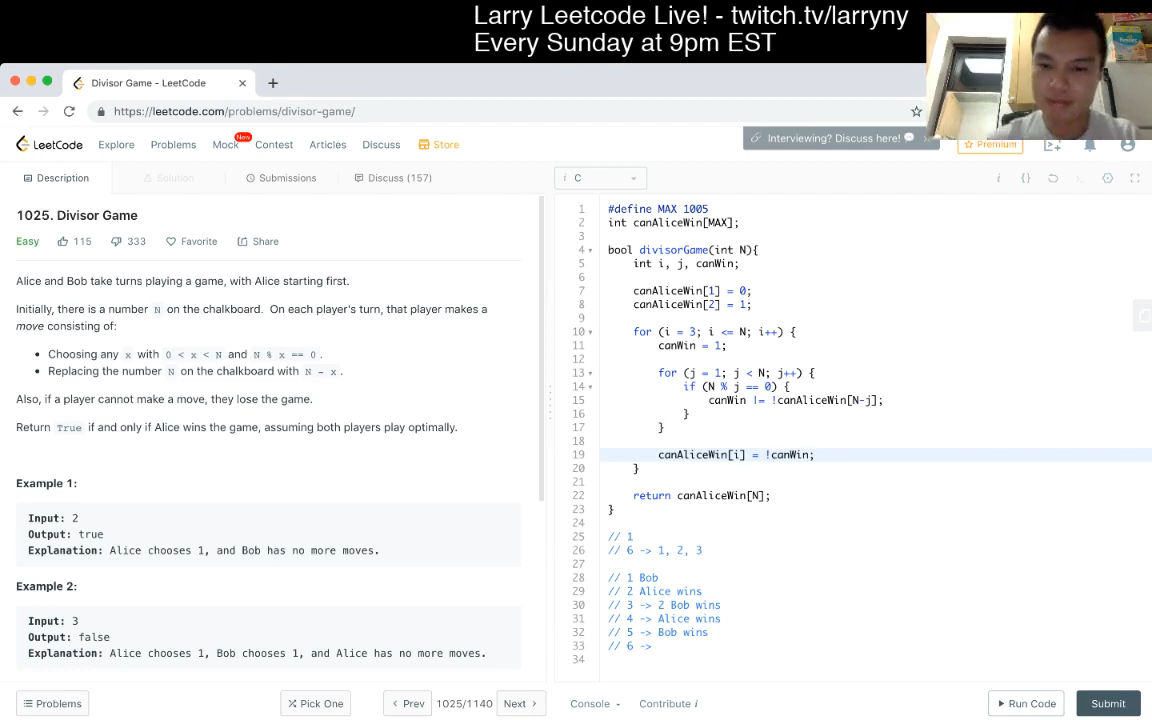 Larry Leetcode Live! - twitch.tv/larryny
Every Sunday at 9pm EST
Divisor Game - LeetCode
https://leetcode.com/problems/divisor-game/
LeetCode Explore Problems Mock New Contest Articles Discuss Store
Interviewing? Discuss here!
Premium
Description Solution Submissions Discuss (157)
i C
1025. Divisor Game
Easy 115 333 Favorite Share
Alice and Bob take turns playing a game, with Alice starting first.
Initially, there is a number N on the chalkboard. On each player's turn, that player makes a
move consisting of:
• Choosing any x with 0 < x < N and N % x == 0.
• Replacing the number N on the chalkboard with N - x.
Also, if a player cannot make a move, they lose the game.
Return True if and only if Alice wins the game, assuming both players play optimally.
Example 1:
Input: 2
Output: true
Explanation: Alice chooses 1, and Bob has no more moves.
Example 2:
Input: 3
Output: false
Explanation: Alice chooses 1, Bob chooses 1, and Alice has no more moves.
1 #define MAX 1005
2 int canAliceWin[MAX];
3
4 bool divisorGame(int N){
5 int i, j, canWin;
6
7 canAliceWin[1] = 0;
8 canAliceWin[2] = 1;
9
10 for (i = 3; i <= N; i++) {
11 canWin = 1;
12
13 for (j = 1; j < N; j++) {
14 if (N % j == 0) {
15 canWin |= !canAliceWin[N-j];
16 }
17 }
18
19 canAliceWin[i] = !canWin;
20 }
21
22 return canAliceWin[N];
23 }
24
25 // 1
26 // 6 -> 1, 2, 3
27
28 // 1 Bob
29 // 2 Alice wins
30 // 3 -> 2 Bob wins
31 // 4 -> Alice wins
32 // 5 -> Bob wins
33 // 6 ->
34
Problems Pick One < Prev 1025/1140 Next > Console Contribute i Run Code Submit